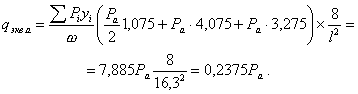 q_экв.а = ∑ P_i y_i / ω (P_a / 2 1,075 + P_a · 4,075 + P_a · 3,275) × 8 / l² =
= 7,885P_a 8 / 16,3² = 0,2375P_a .